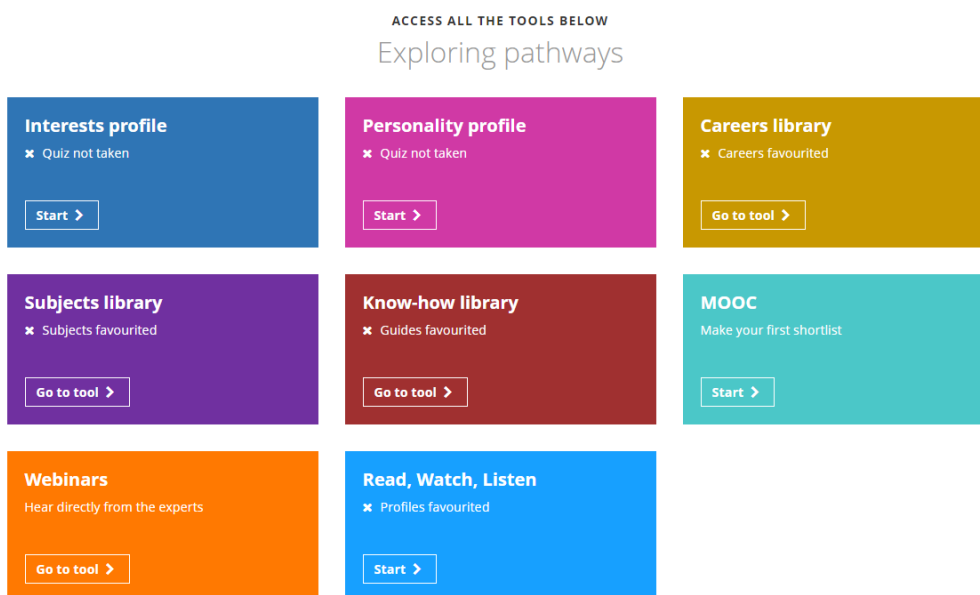 ACCESS ALL THE TOOLS BELOW
Exploring pathways
Interests profile
✖ Quiz not taken
Start
Personality profile
✖ Quiz not taken
Start
Careers library
✖ Careers favourited
Go to tool
Subjects library
✖ Subjects favourited
Go to tool
Know-how library
✖ Guides favourited
Go to tool
MOOC
Make your first shortlist
Start
Webinars
Hear directly from the experts
Go to tool
Read, Watch, Listen
✖ Profiles favourited
Start